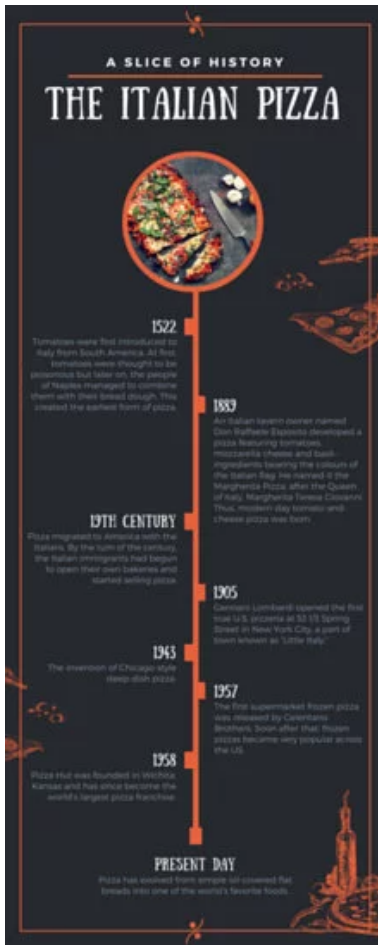 A SLICE OF HISTORY
THE ITALIAN PIZZA
1522
Tomatoes were first introduced to
Italy from South America. At first,
tomatoes were thought to be
poisonous but later on, the people
of Naples managed to combine
them with their bread dough. This
created the earliest form of pizza.
1889
An Italian tavern owner named
Don Raffaele Esposito developed a
pizza featuring tomatoes,
mozzarella cheese and basil-
ingredients bearing the colours of
the Italian flag. He named it the
Margherita Pizza, after the Queen
of Italy, Margherita Teresa Giovanni.
Thus, modern-day tomato-and-
cheese pizza was born.
19TH CENTURY
Pizza migrated to America with the
Italians. By the turn of the century,
the Italian immigrants had begun
to open their own bakeries and
started selling pizza.
1905
Gennaro Lombardi opened the first
true U.S. pizzeria at 53 1/3 Spring
Street in New York City, a part of
town known as "Little Italy."
1943
The invention of Chicago-style
deep-dish pizza.
1957
The first supermarket frozen pizza
was released by Celentano
Brothers. Soon after that, frozen
pizzas became very popular across
the US.
1958
Pizza Hut was founded in Wichita,
Kansas and has since become the
world's largest pizza franchise.
PRESENT DAY
Pizza has evolved from simple oil-covered flat
breads into one of the world's favorite foods.